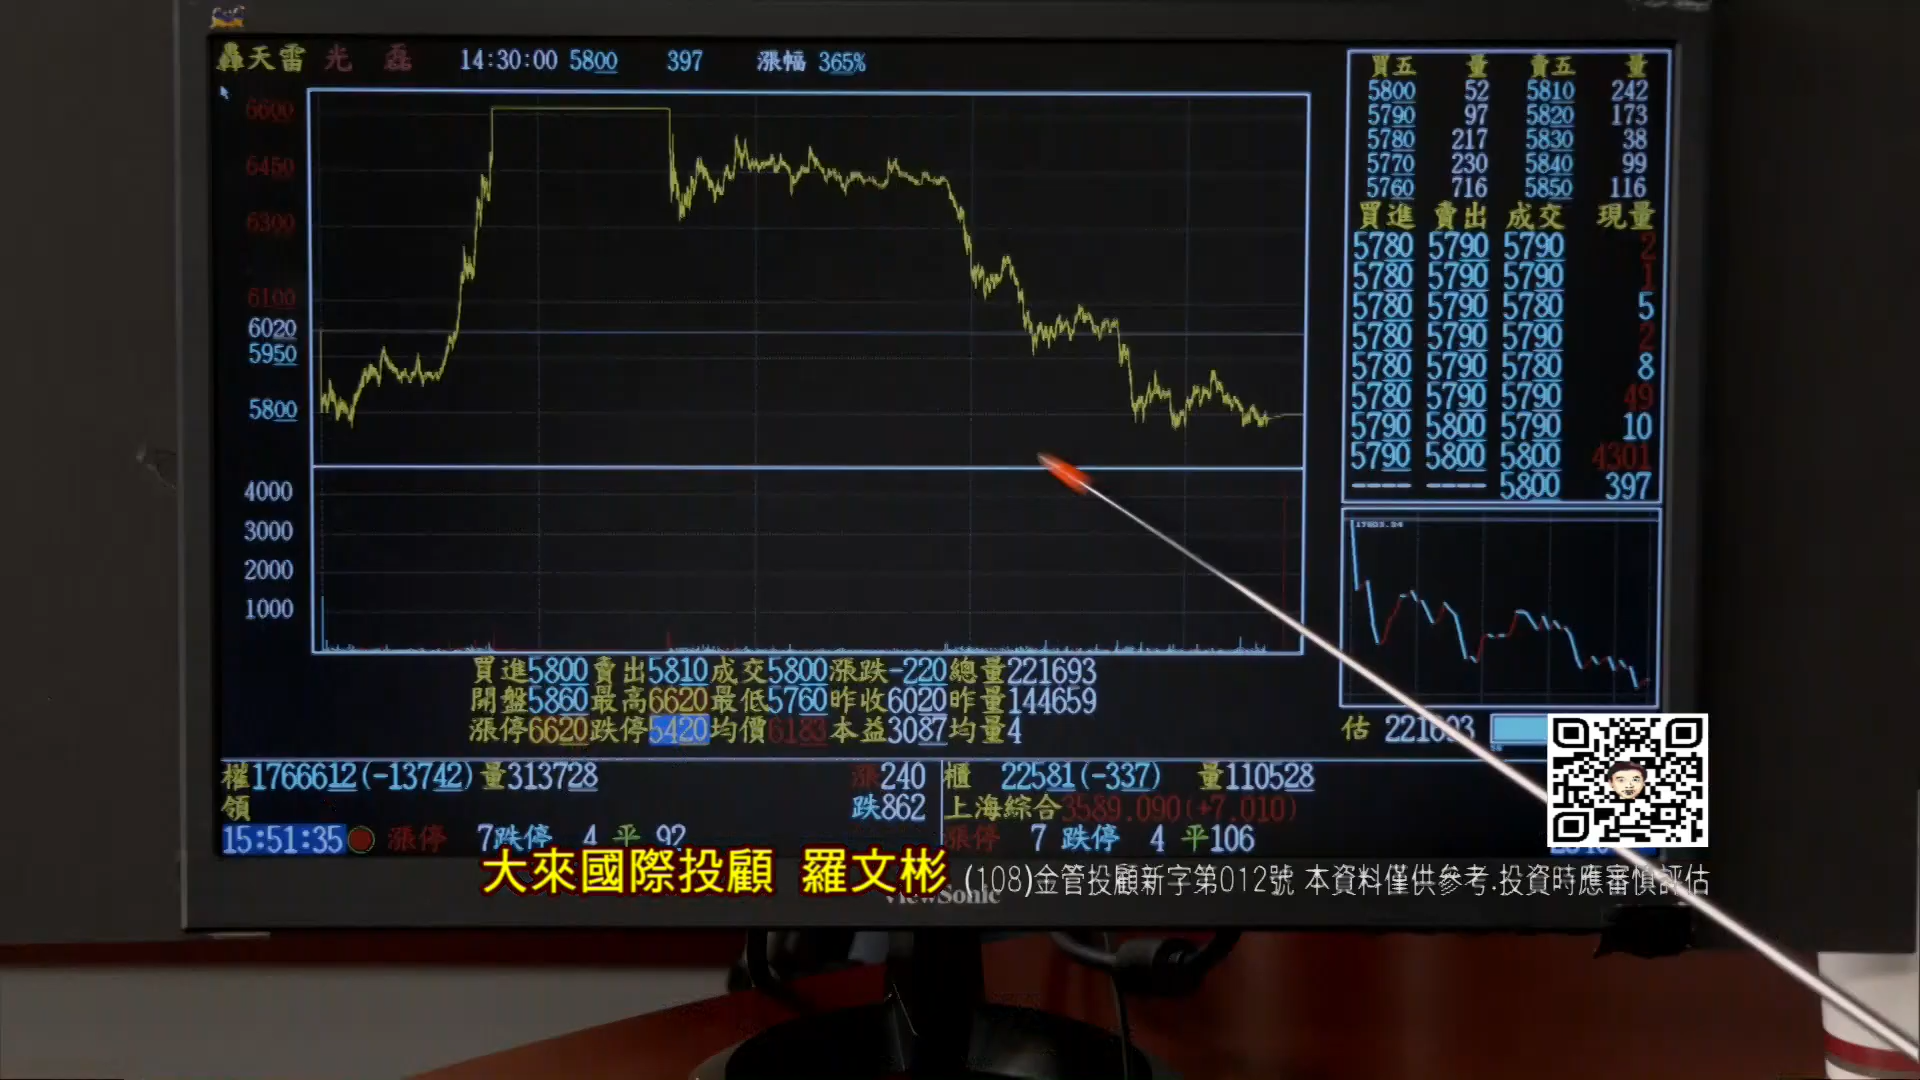 轟天雷 光 磊 14:30:00 5800 397 漲幅 365%
6600
6450
6300
6100
6020
5950
5800
4000
3000
2000
1000
買五 量 賣五 量
5800 52 5810 242
5790 97 5820 173
5780 217 5830 38
5770 230 5840 99
5760 716 5850 116
買進 賣出 成交 現量
5780 5790 5790 2
5780 5790 5790 1
5780 5790 5780 5
5780 5790 5790 2
5780 5790 5780 8
5780 5790 5790 49
5790 5800 5790 10
5790 5800 5800 4301
---- ---- 5800 397
買進5800賣出5810成交5800漲跌-220總量221693
開盤5860最高6620最低5760昨收6020昨量144659
漲停6620跌停5420均價6183本益3087均量4
估 221693
權1766612(-13742)量313728 漲240
領 跌862
15:51:35 漲停 7跌停 4 平 92
櫃 22581(-337) 量110528
上海綜合3589.090(+7.010)
漲停 7 跌停 4 平106
大來國際投顧 羅文彬 (108)金管投顧新字第012號 本資料僅供參考.投資時應審慎評估
ViewSonic